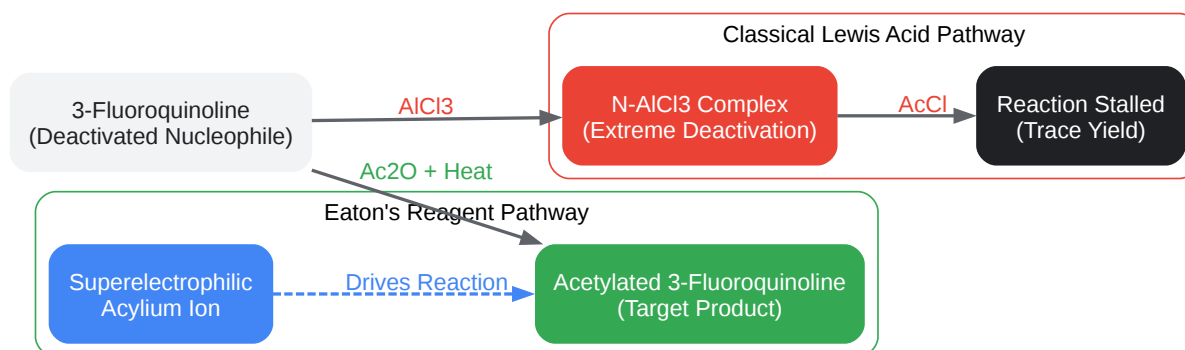 Classical Lewis Acid Pathway
3-Fluoroquinoline
(Deactivated Nucleophile)
AlCl3
N-AlCl3 Complex
(Extreme Deactivation)
AcCl
Reaction Stalled
(Trace Yield)
Ac2O + Heat
Eaton's Reagent Pathway
Superelectrophilic
Acylium Ion
Drives Reaction
Acetylated 3-Fluoroquinoline
(Target Product)